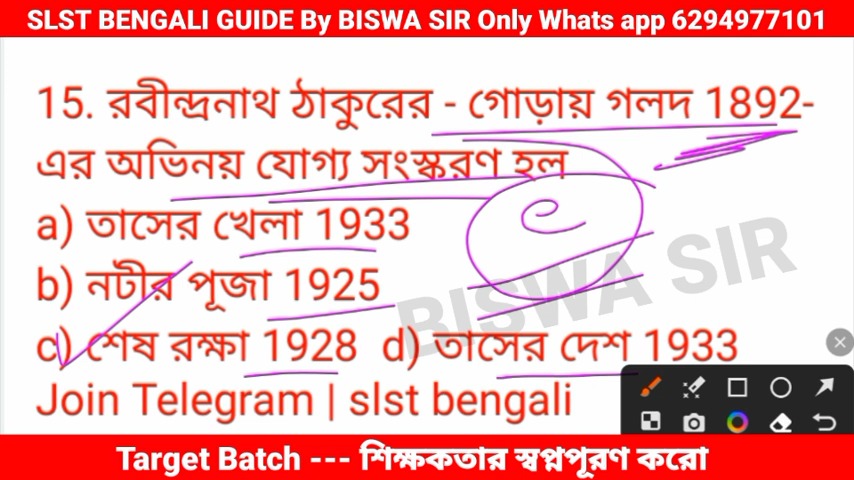 SLST BENGALI GUIDE By BISWA SIR Only Whats app 6294977101
15. রবীন্দ্রনাথ ঠাকুরের - গোড়ায় গলদ 1892-
এর অভিনয় যোগ্য সংস্করণ হল
a) তাসের খেলা 1933
b) নটীর পূজা 1925
c) শেষ রক্ষা 1928 d) তাসের দেশ 1933
Join Telegram | slst bengali
BISWA SIR
Target Batch --- শিক্ষকতার স্বপ্নপূরণ করো